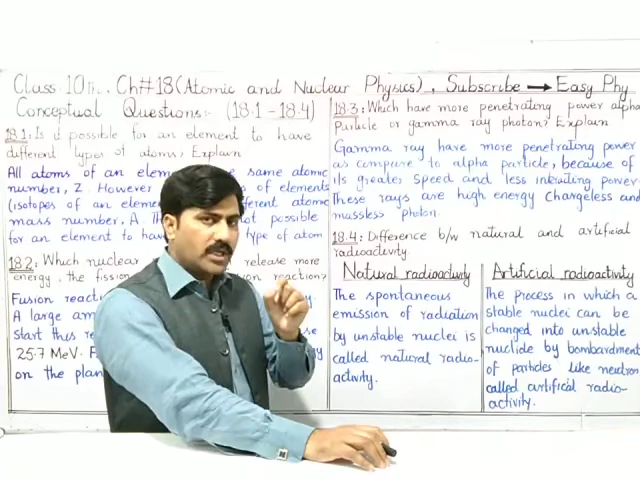 Class 10th. Ch#18 (Atomic and Nuclear Physics), Subscribe → Easy Phy
Conceptual Questions:- (18.1 - 18.4)
18.1: Is it possible for an element to have
different types of atoms? Explain
All atoms of an elem same atomic
number, Z. However of elements
(isotopes of an eleme fferent atomic
mass number, A. Th not possible
for an element to hav type of atom
18.2: Which nuclear release more
energy, the fission on reaction?
Fusion reacti
A large am
start this re se
25.7 MeV. F
on the plan
18.3: Which have more penetrating power alpha
Particle or gamma ray photon? Explain
Gamma ray have more penetrating power
as compare to alpha particle, because of
its greater speed and less interating power
These rays are high energy Chargeless and
massless photon.
18.4: Difference b/w natural and artificial
radioactivity.
Natural radioactivity
The spontaneous
emission of radiation
by unstable nuclei is
called natural radio-
activity.
Artificial radioactivity
The process in which a
stable nuclei can be
changed into unstable
nuclide by bombardment
of particles like neutron
called artifical radio-
activity.